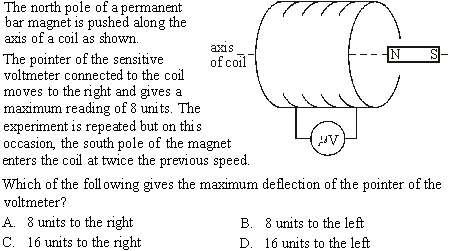 The north pole of a permanent
bar magnet is pushed along the
axis of a coil as shown.
The pointer of the sensitive
voltmeter connected to the coil
moves to the right and gives a
maximum reading of 8 units. The
experiment is repeated but on this
occasion, the south pole of the magnet
enters the coil at twice the previous speed.
axis
of coil
N S
μV
Which of the following gives the maximum deflection of the pointer of the
voltmeter?
A. 8 units to the right B. 8 units to the left
C. 16 units to the right D. 16 units to the left